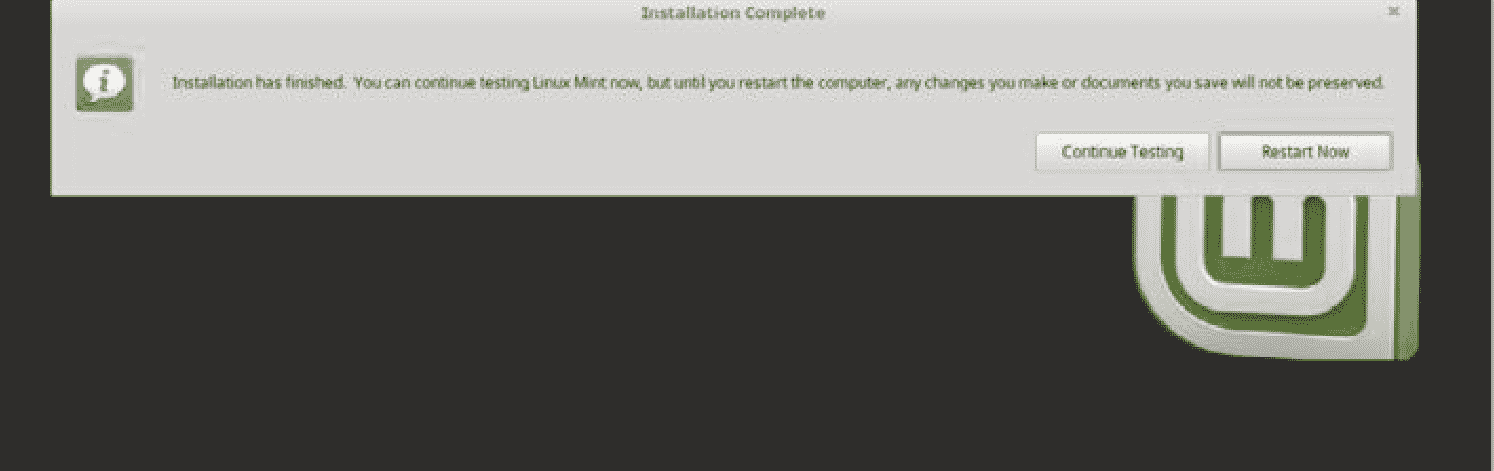 Installation Complete
Installation has finished. You can continue testing Linux Mint now, but until you restart the computer, any changes you make or documents you save will not be preserved.
Continue Testing Restart Now